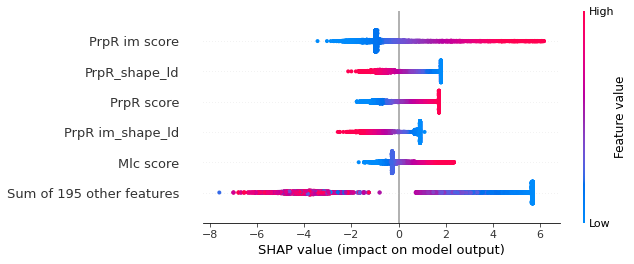 High
PrpR im score
PrpR_shape_ld
PrpR score
PrpR im_shape_ld
Mlc score
Sum of 195 other features
Feature value
Low
−8 −6 −4 −2 0 2 4 6
SHAP value (impact on model output)